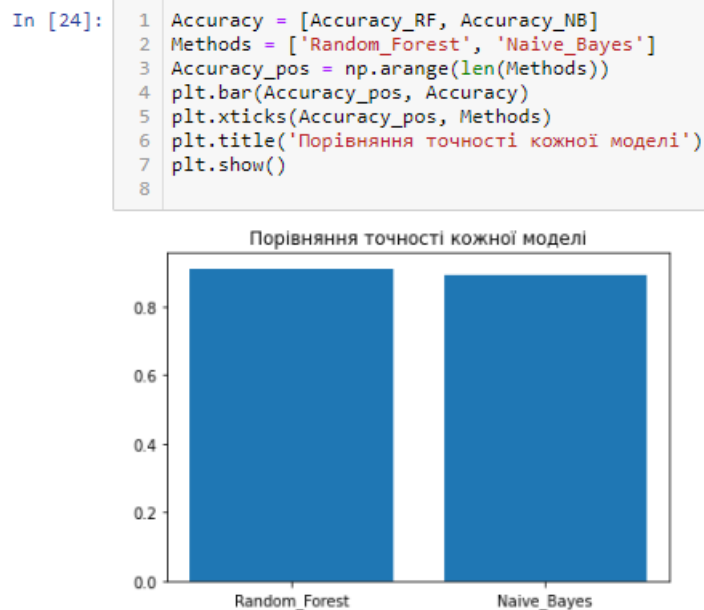 In [24]:
1 Accuracy = [Accuracy_RF, Accuracy_NB]
2 Methods = ['Random_Forest', 'Naive_Bayes']
3 Accuracy_pos = np.arange(len(Methods))
4 plt.bar(Accuracy_pos, Accuracy)
5 plt.xticks(Accuracy_pos, Methods)
6 plt.title('Порівняння точності кожної моделі')
7 plt.show()
8
Порівняння точності кожної моделі
0.8
0.6
0.4
0.2
0.0
Random_Forest Naive_Bayes